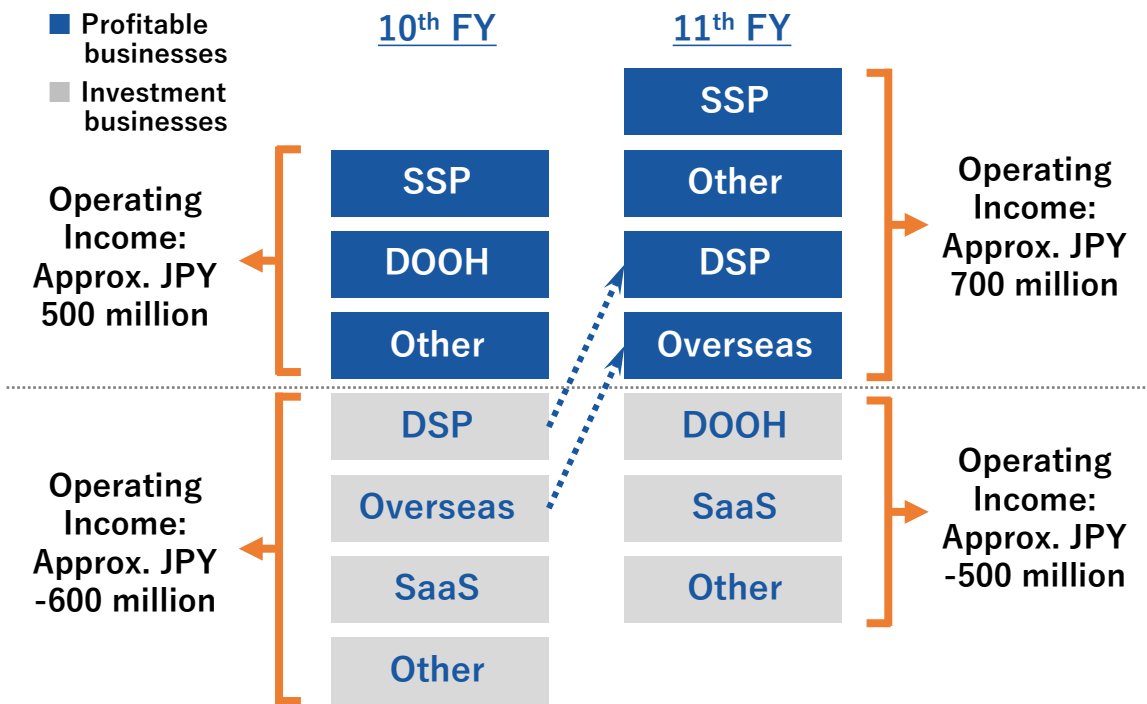 Profitable
businesses
Investment
businesses
10th FY
11th FY
Operating
Income:
Approx. JPY
500 million
SSP
DOOH
Other
SSP
Other
DSP
Overseas
Operating
Income:
Approx. JPY
700 million
Operating
Income:
Approx. JPY
-600 million
DSP
Overseas
SaaS
Other
DOOH
SaaS
Other
Operating
Income:
Approx. JPY
-500 million